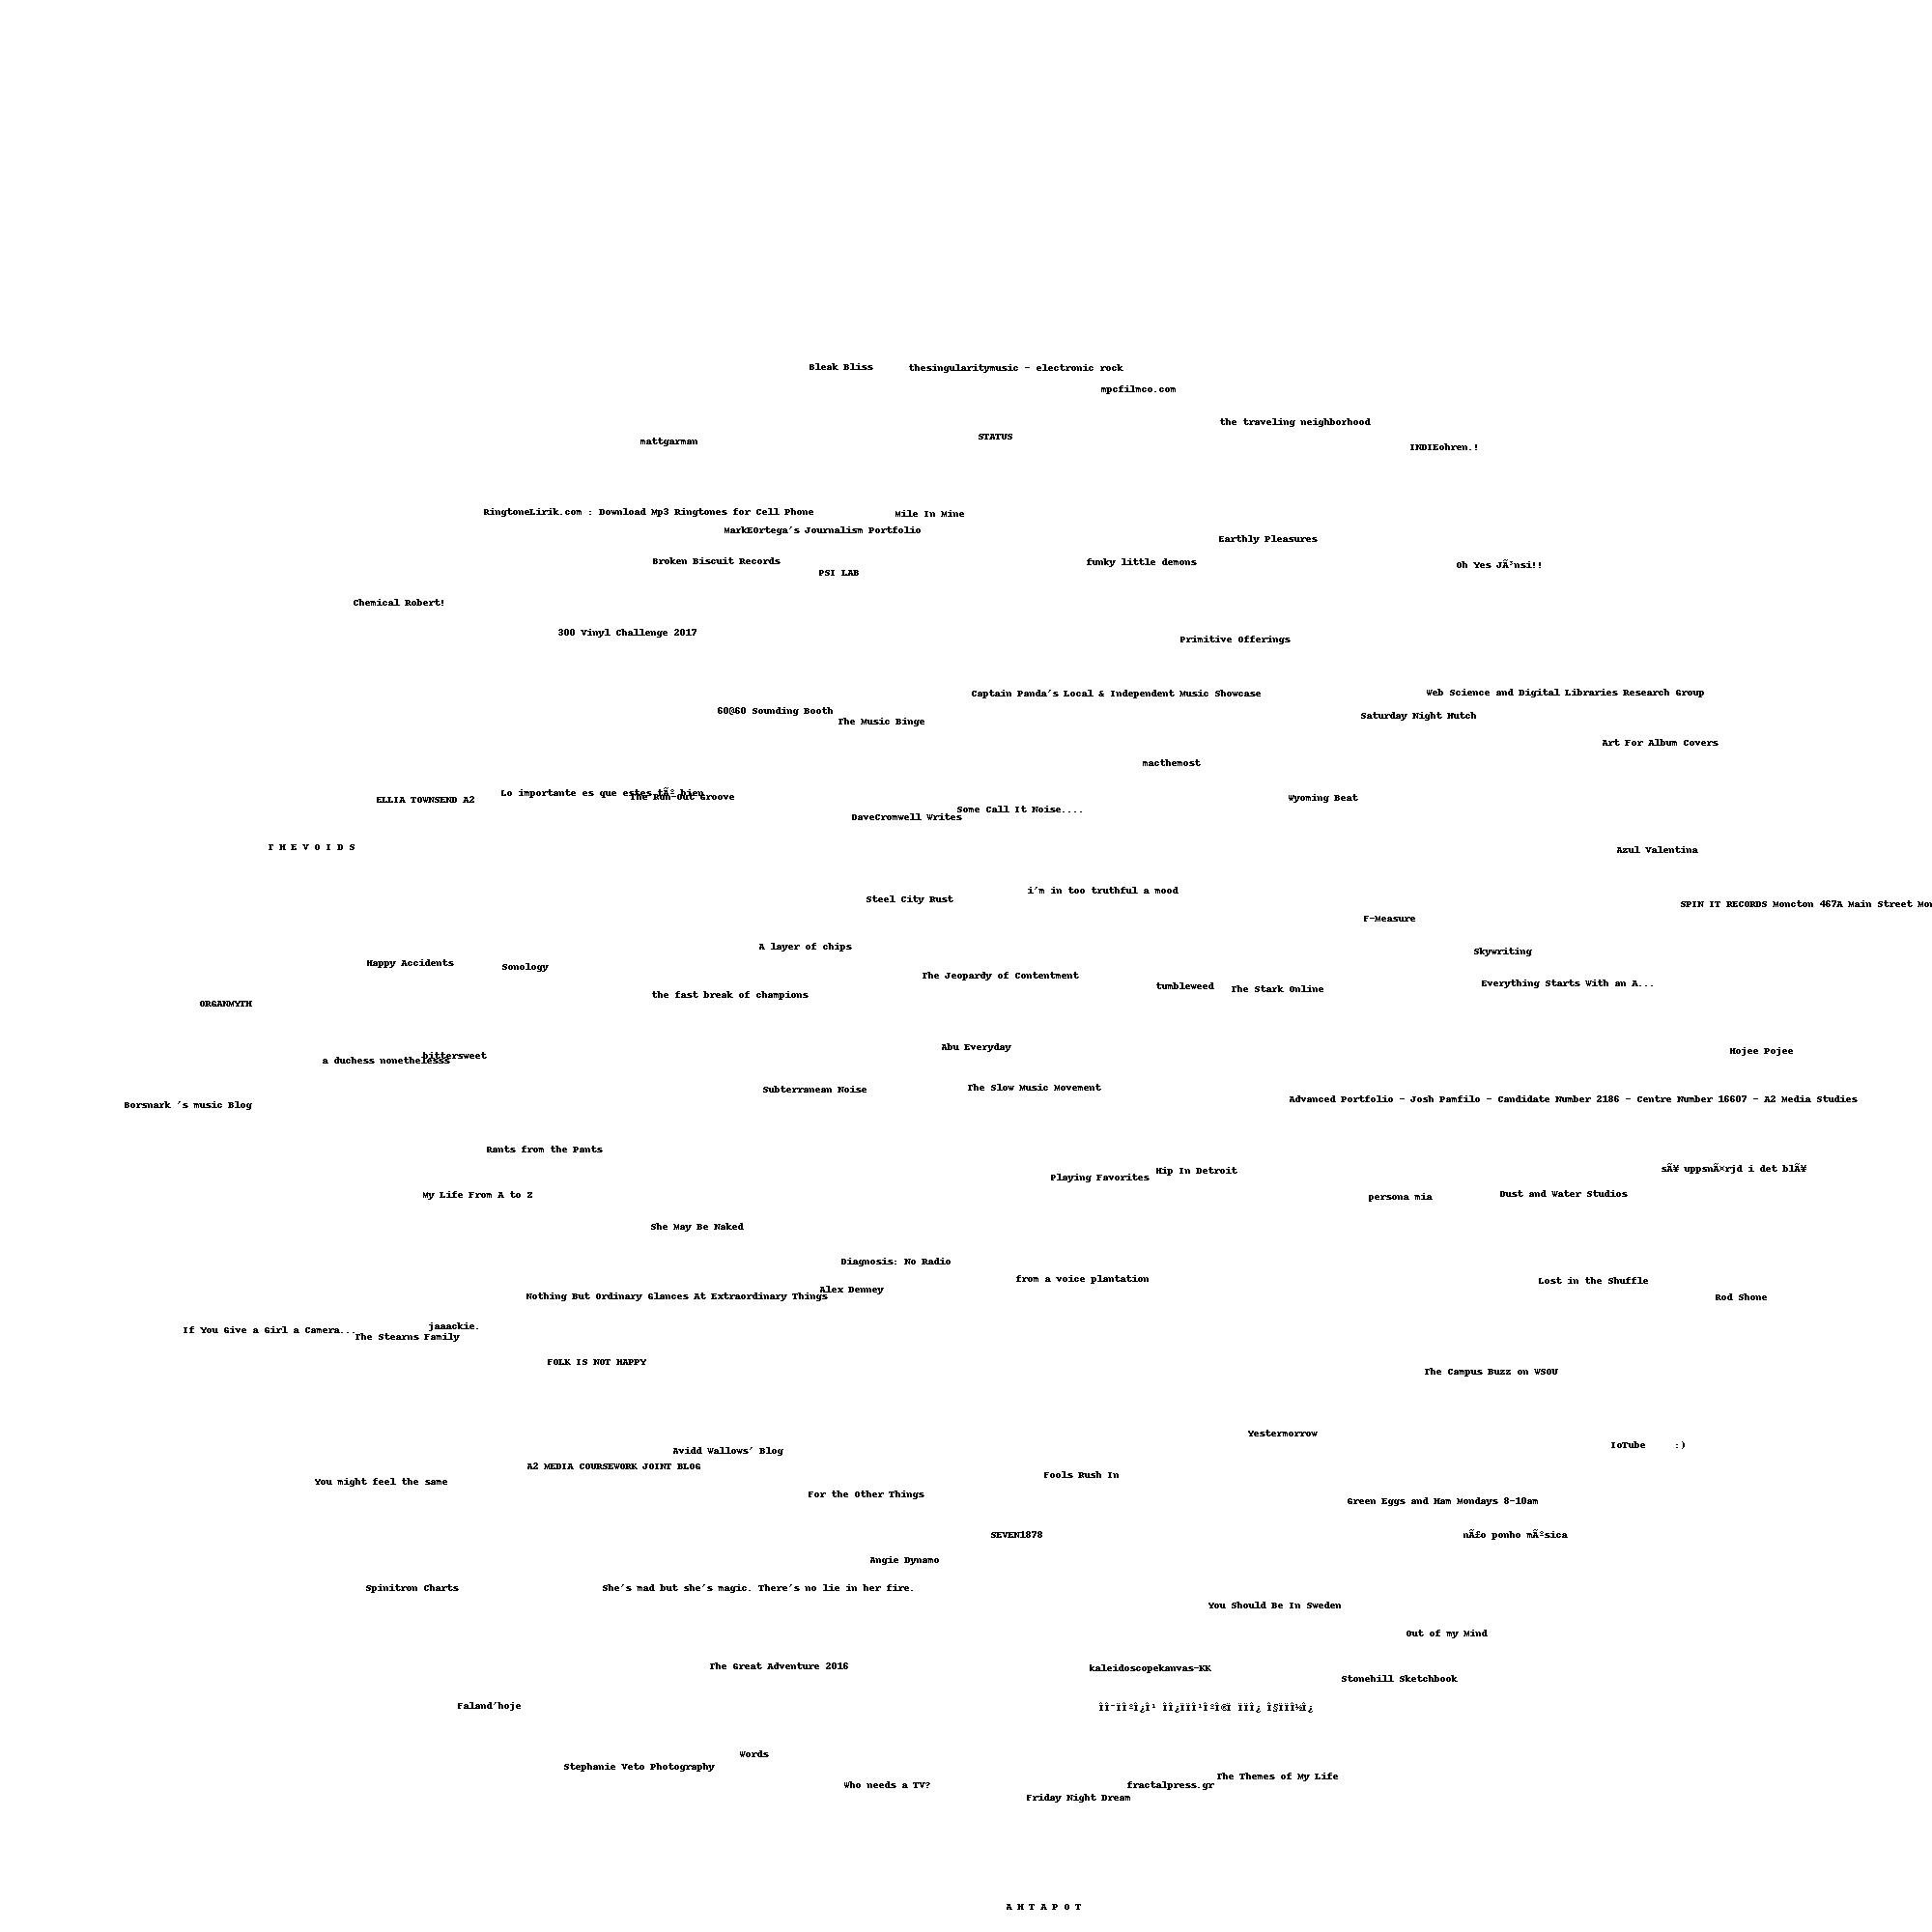 Bleak Bliss
thesingularitymusic - electronic rock
mpcfilmco.com
the traveling neighborhood
STATUS
mattgarman
INDIEohren.!
RingtoneLirik.com : Download Mp3 Ringtones for Cell Phone
Mile In Mine
MarkEOrtega's Journalism Portfolio
Earthly Pleasures
Broken Biscuit Records
funky little demons
Oh Yes JÃ³nsi!!
PSI LAB
Chemical Robert!
300 Vinyl Challenge 2017
Primitive Offerings
Captain Panda's Local & Independent Music Showcase
Web Science and Digital Libraries Research Group
60@60 Sounding Booth
Saturday Night Hutch
The Music Binge
Art For Album Covers
macthemost
Lo importante es que estes tÃº bien
The Run-Out Groove
ELLIA TOWNSEND A2
Wyoming Beat
Some Call It Noise....
DaveCromwell Writes
T H E V O I D S
Azul Valentina
i'm in too truthful a mood
Steel City Rust
SPIN IT RECORDS Moncton 467A Main Street Mon
F-Measure
A layer of chips
Skywriting
Happy Accidents
Sonology
The Jeopardy of Contentment
Everything Starts With an A...
tumbleweed
The Stark Online
the fast break of champions
ORGANMYTH
Abu Everyday
Hojee Pojee
bittersweet
a duchess nonethelesss
Subterranean Noise
The Slow Music Movement
Advanced Portfolio - Josh Pamfilo - Candidate Number 2186 - Centre Number 16607 - A2 Media Studies
Borsnark 's music Blog
Rants from the Pants
Hip In Detroit
sÃ¥ uppsnÃ¤rjd i det blÃ¥
Playing Favorites
My Life From A to Z
Dust and Water Studios
persona mia
She May Be Naked
Diagnosis: No Radio
from a voice plantation
Lost in the Shuffle
Alex Denney
Nothing But Ordinary Glances At Extraordinary Things
Rod Shone
jaaackie.
If You Give a Girl a Camera...
The Stearns Family
FOLK IS NOT HAPPY
The Campus Buzz on WSOU
Yestermorrow
IoTube :)
Avidd Wallows' Blog
A2 MEDIA COURSEWORK JOINT BLOG
Fools Rush In
You might feel the same
For the Other Things
Green Eggs and Ham Mondays 8-10am
SEVEN1878
nÃ£o ponho mÃºsica
Angie Dynamo
Spinitron Charts
She's mad but she's magic. There's no lie in her fire.
You Should Be In Sweden
Out of my Mind
The Great Adventure 2016
kaleidoscopekanvas-KK
Stonehill Sketchbook
Faland'hoje
Words
Stephanie Veto Photography
The Themes of My Life
Who needs a TV?
fractalpress.gr
Friday Night Dream
A H T A P O T